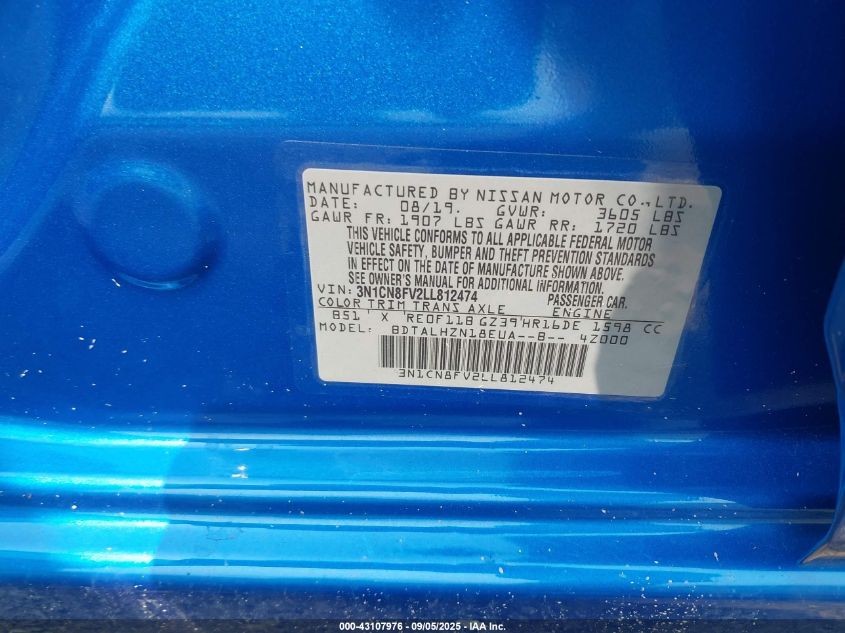 MANUFACTURED BY NISSAN MOTOR CO.,LTD.
DATE: 08/19. GVWR: 3605 LBS
GAWR FR: 1907 LBS GAWR RR: 1720 LBS
THIS VEHICLE CONFORMS TO ALL APPLICABLE FEDERAL MOTOR
VEHICLE SAFETY, BUMPER AND THEFT PREVENTION STANDARDS
IN EFFECT ON THE DATE OF MANUFACTURE SHOWN ABOVE.
SEE OWNER'S MANUAL FOR ADDITIONAL INFORMATION
VIN: 3N1CN8FV2LL812474 PASSENGER CAR.
COLOR TRIM TRANS AXLE ENGINE
B51' X 'RE0F11B GZ39'HR16DE 1598 CC
MODEL: BDTALHZN18EUA--B-- 4Z000
3N1CN8FV2LL812474
000-43107976 - 09/05/2025 - IAA Inc.